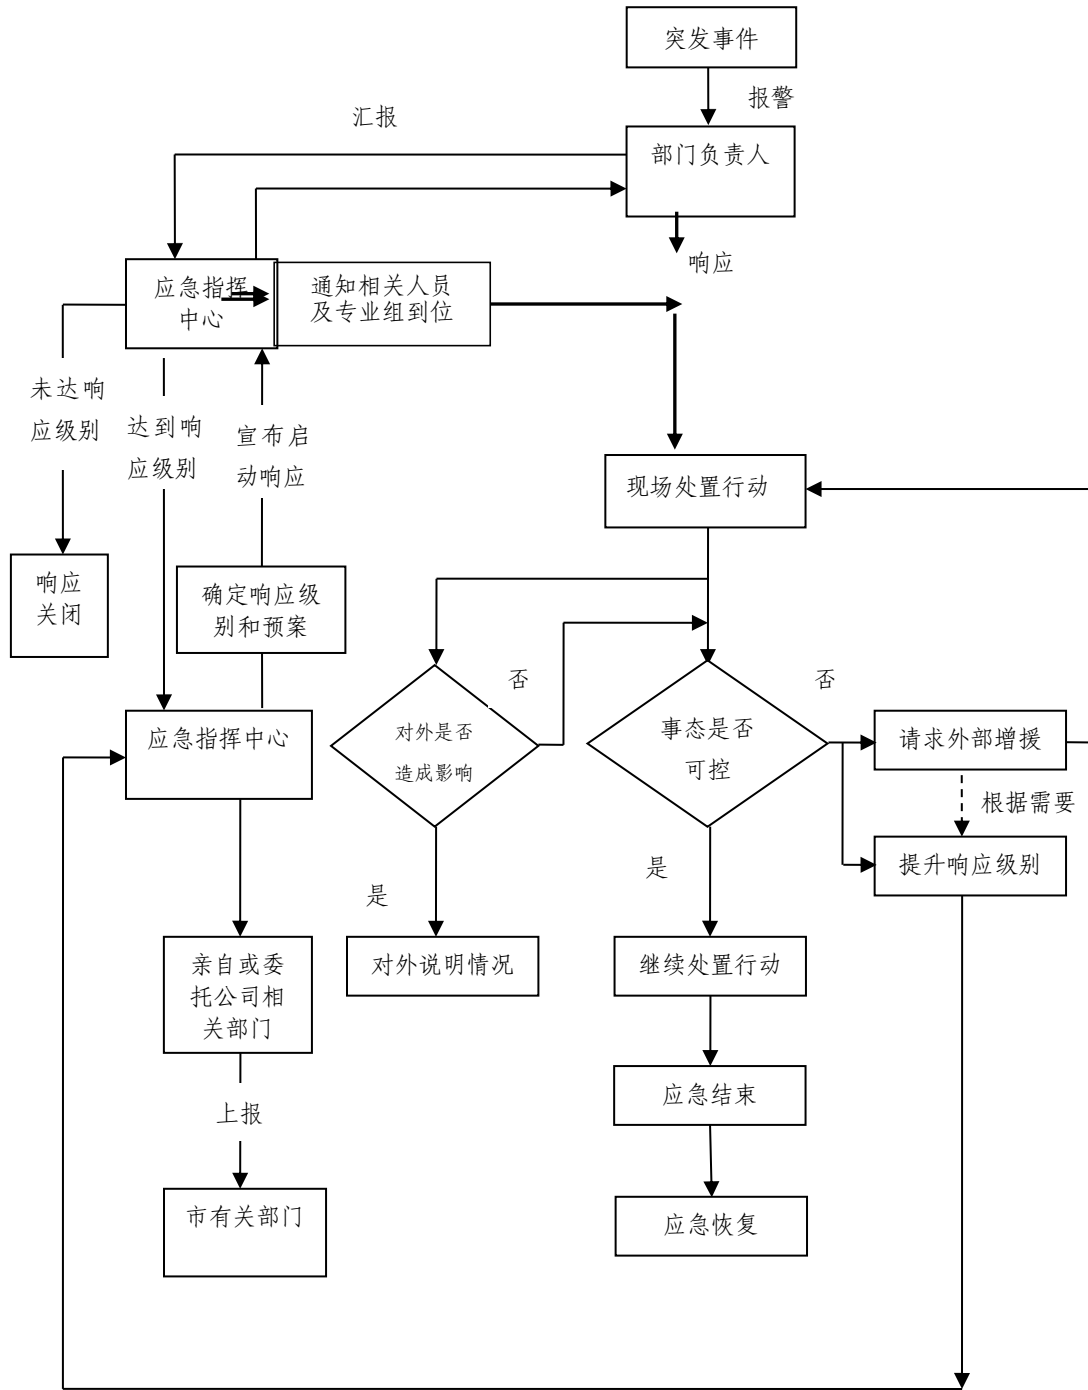 突发事件
报警
汇报
部门负责人
响应
应急指挥
中心
通知相关人员
及专业组到位
未达响
应级别
达到响
应级别
宣布启
动响应
现场处置行动
响应
关闭
确定响应级
别和预案
否
否
应急指挥中心
对外是否
造成影响
事态是否
可控
请求外部增援
根据需要
提升响应级别
是
是
亲自或委
托公司相
关部门
对外说明情况
继续处置行动
上报
应急结束
市有关部门
应急恢复